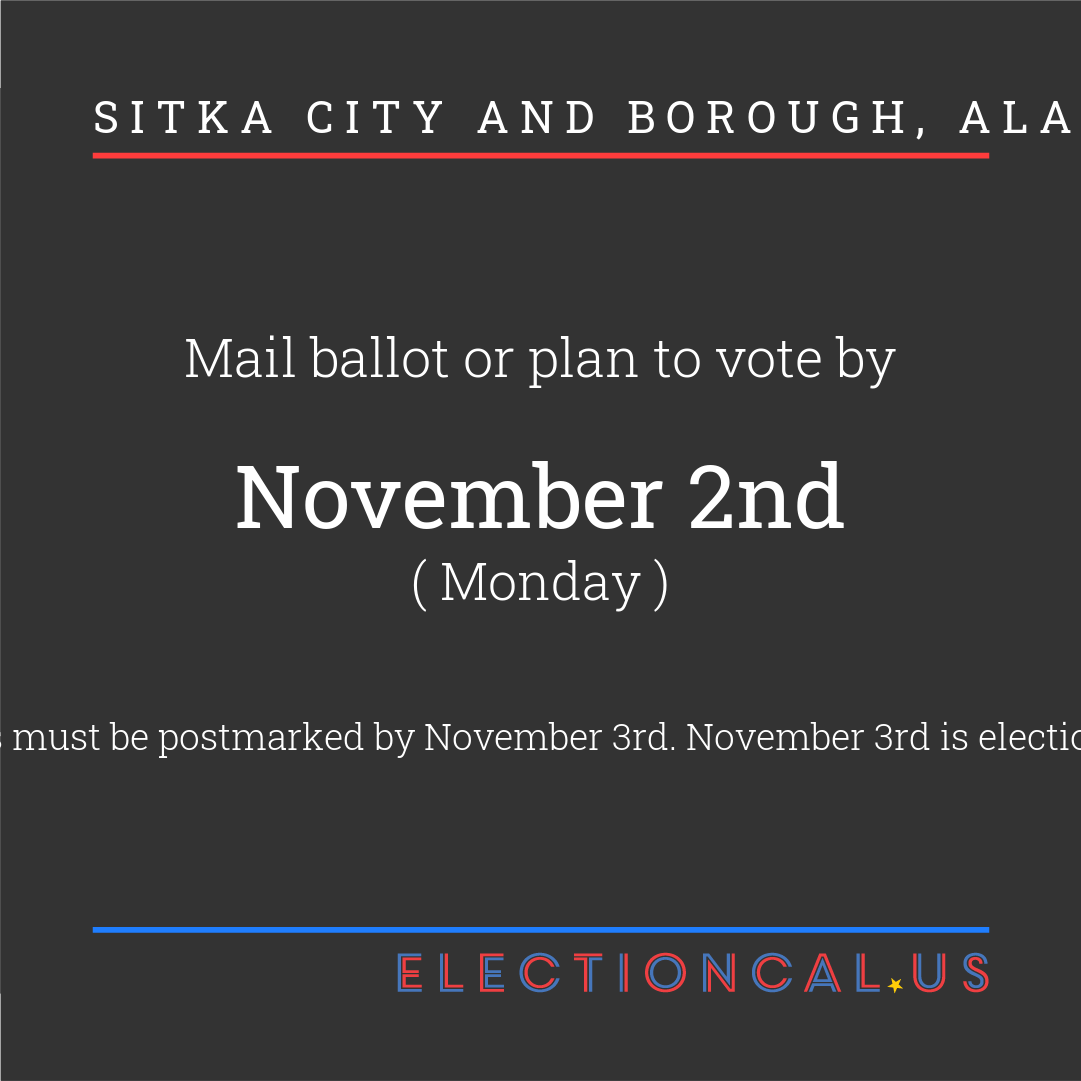 SITKA CITY AND BOROUGH, ALA
Mail ballot or plan to vote by
November 2nd
( Monday )
must be postmarked by November 3rd. November 3rd is
ELECTIONCAL.US